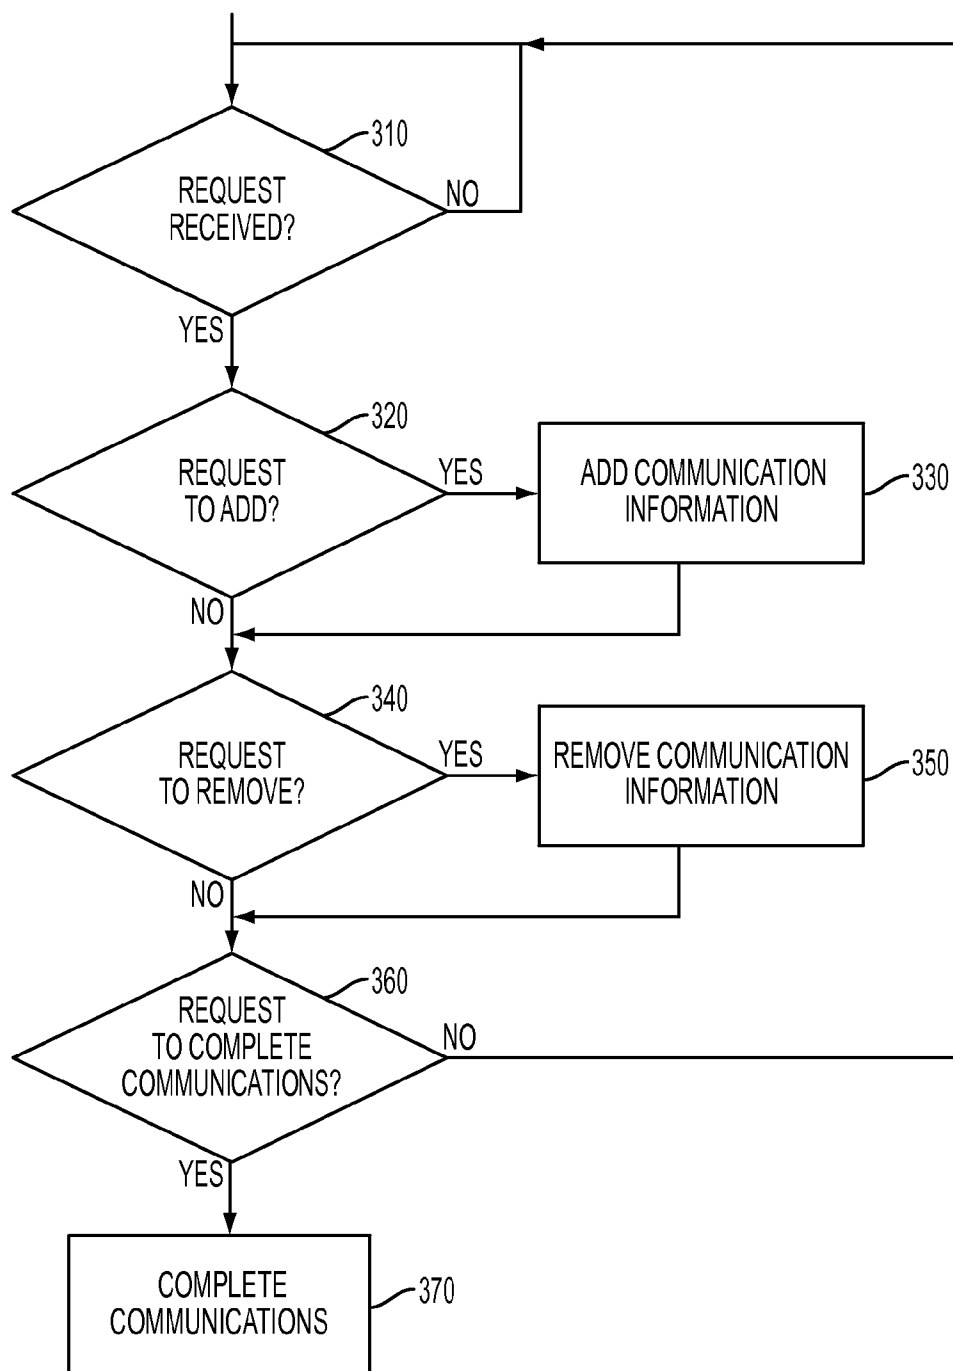 310
REQUEST
RECEIVED?
NO
YES
320
REQUEST
TO ADD?
YES
ADD COMMUNICATION
INFORMATION
330
NO
340
REQUEST
TO REMOVE?
YES
REMOVE COMMUNICATION
INFORMATION
350
NO
360
REQUEST
TO COMPLETE
COMMUNICATIONS?
NO
YES
COMPLETE
COMMUNICATIONS
370